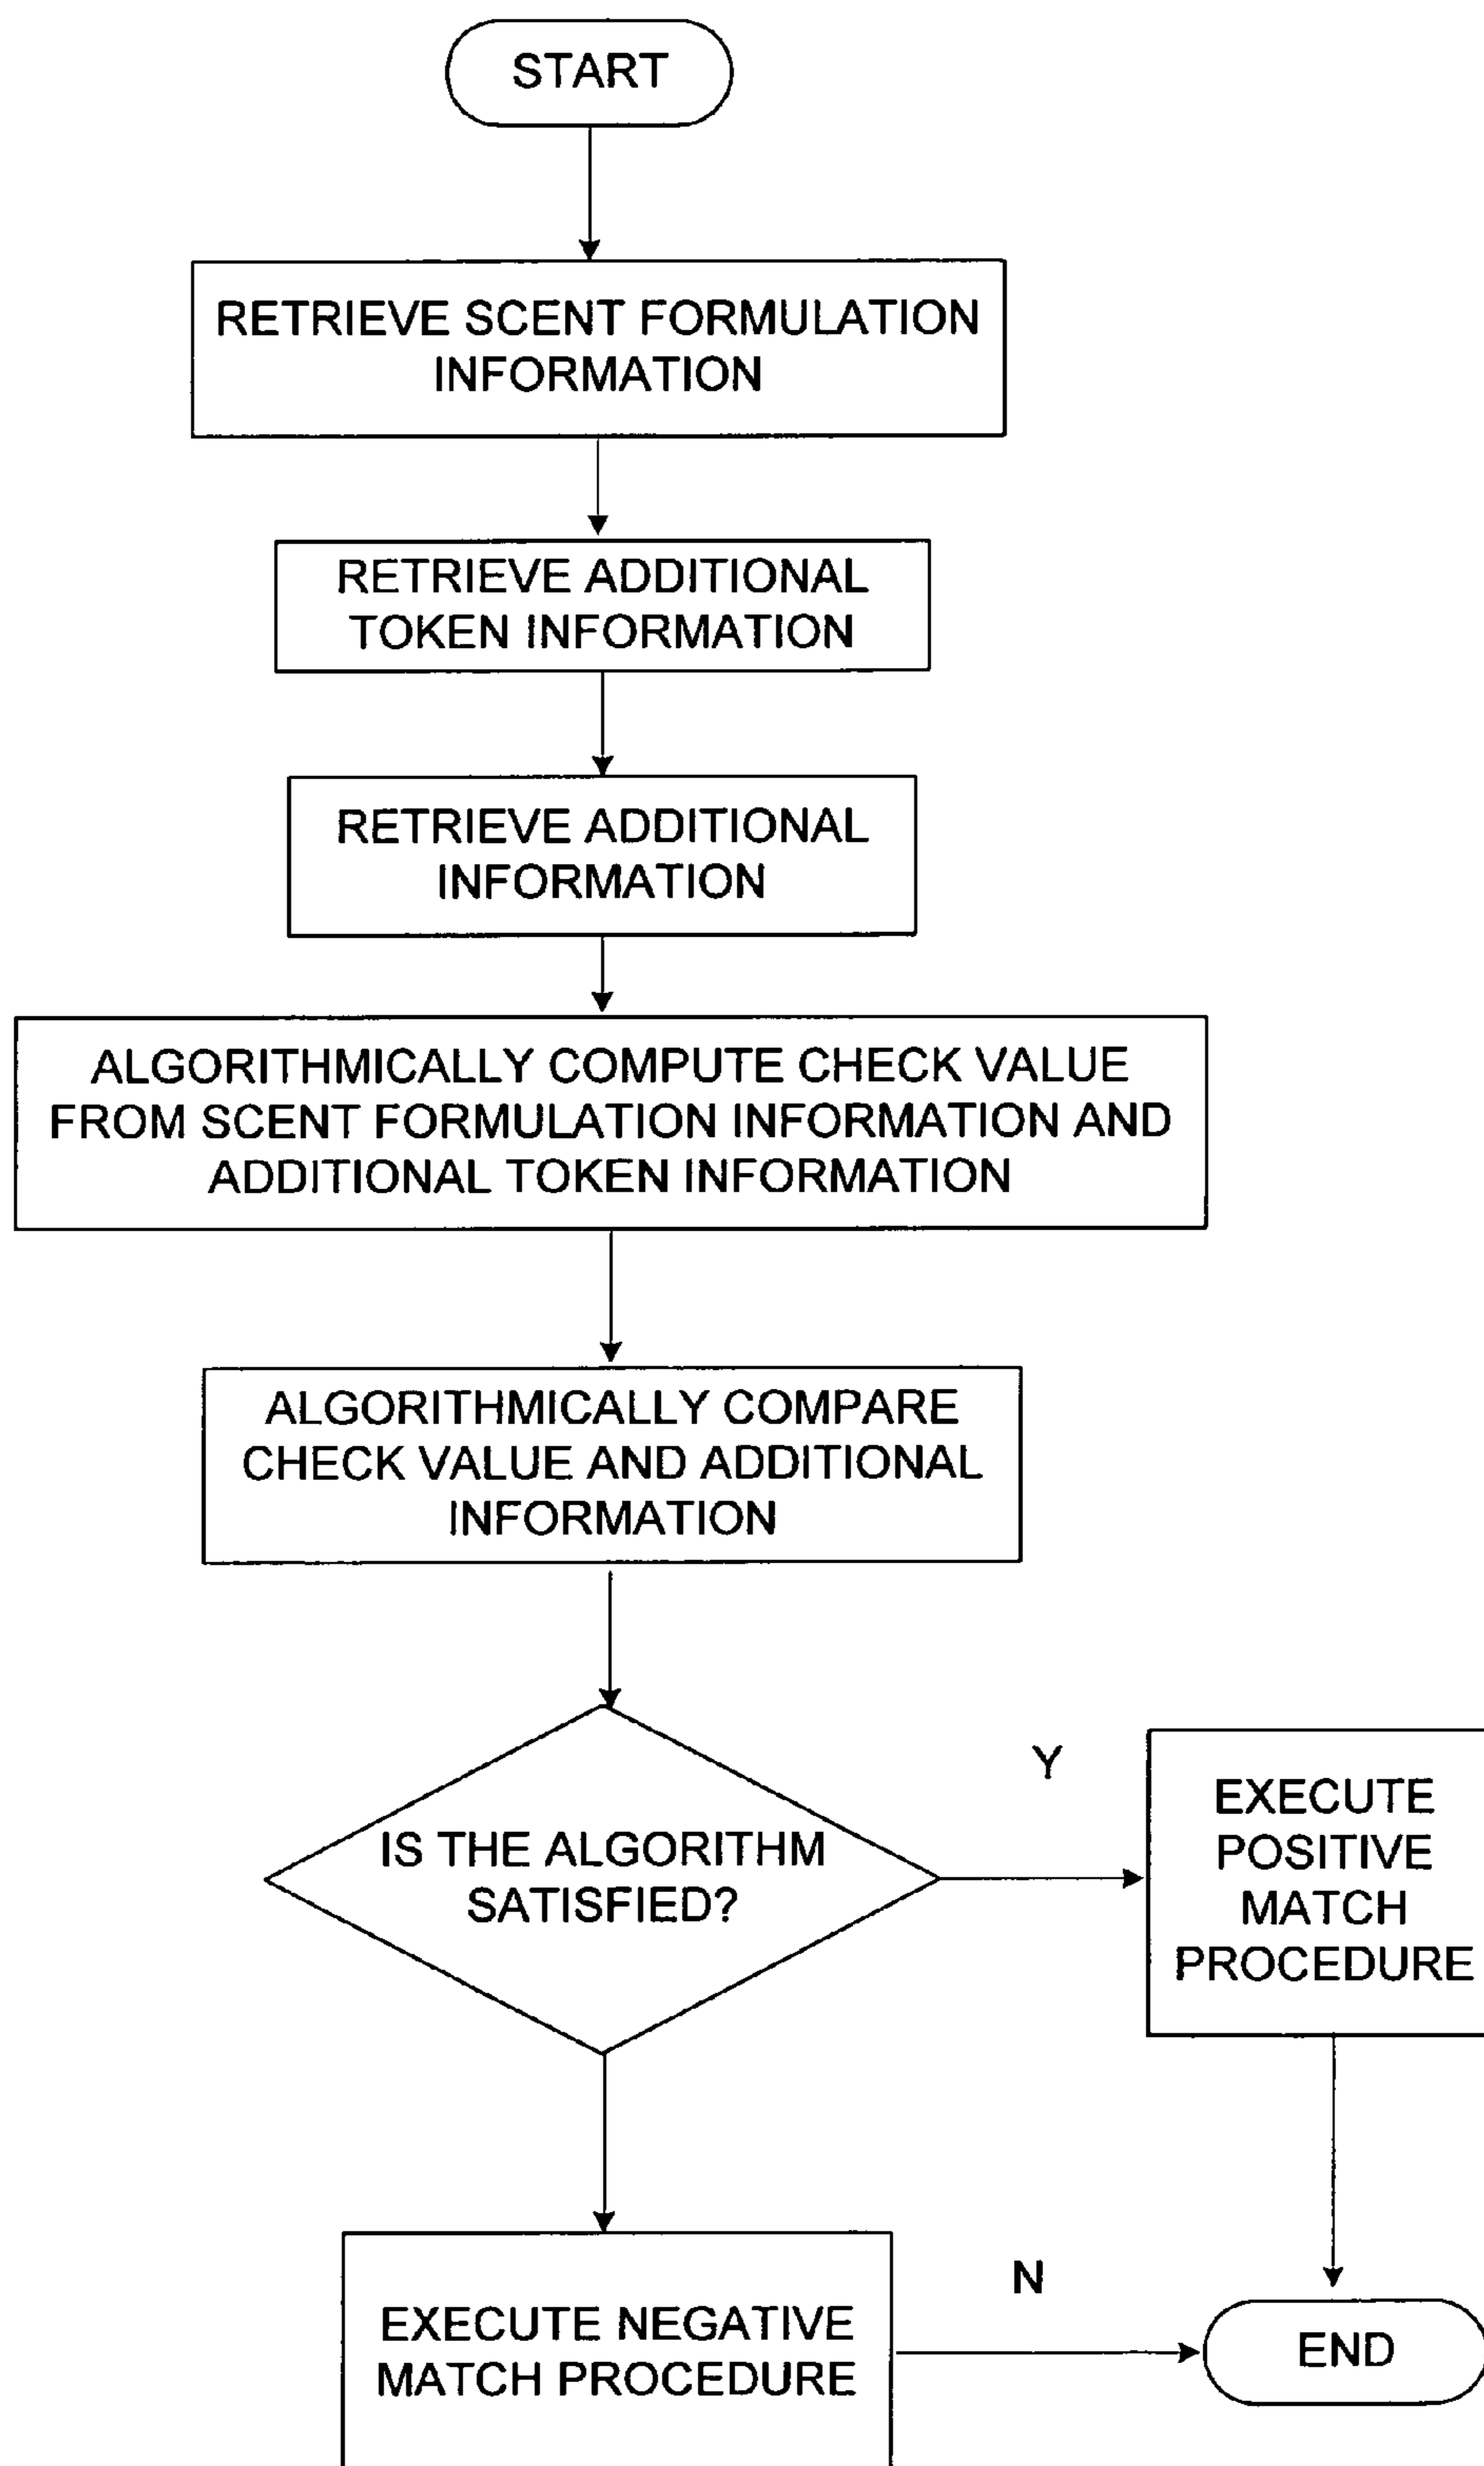 START
RETRIEVE SCENT FORMULATION
INFORMATION
RETRIEVE ADDITIONAL
TOKEN INFORMATION
RETRIEVE ADDITIONAL
INFORMATION
ALGORITHMICALLY COMPUTE CHECK VALUE
FROM SCENT FORMULATION INFORMATION AND
ADDITIONAL TOKEN INFORMATION
ALGORITHMICALLY COMPARE
CHECK VALUE AND ADDITIONAL
INFORMATION
IS THE ALGORITHM
SATISFIED?
Y
EXECUTE
POSITIVE
MATCH
PROCEDURE
EXECUTE NEGATIVE
MATCH PROCEDURE
N
END